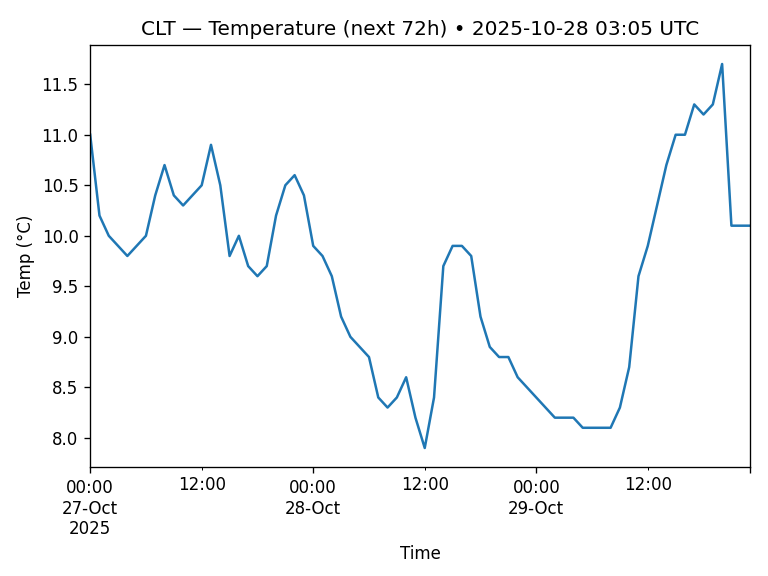 CLT — Temperature (next 72h) • 2025-10-28 03:05 UTC
11.5
11.0
10.5
10.0
9.5
9.0
8.5
8.0
Temp (°C)
00:00 12:00 00:00 12:00 00:00 12:00
27-Oct 28-Oct 29-Oct
2025
Time